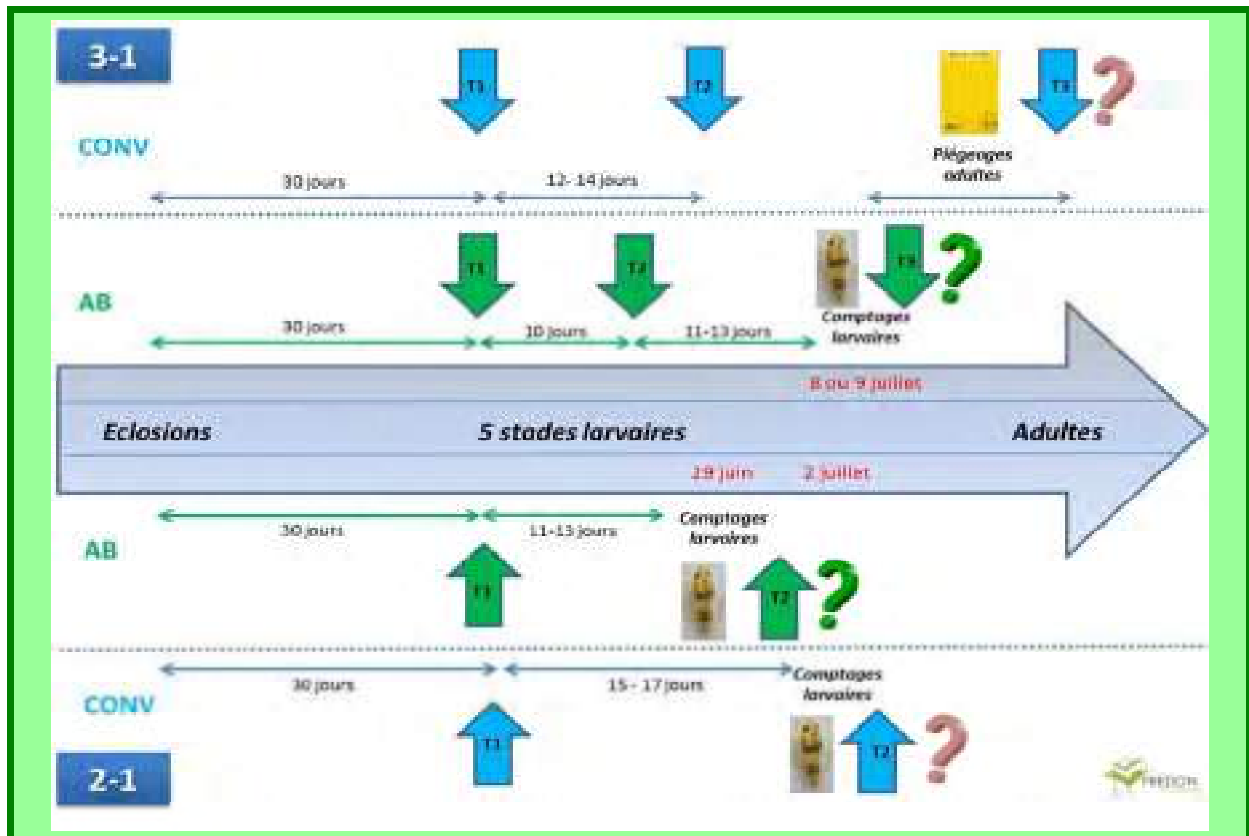 3-1
T1
T2
T3
?
CONV
Piégeages
adultes
30 jours
12- 14 jours
T1
T2
T3
?
AB
Comptages
larvaires
30 jours
10 jours
11-13 jours
8 ou 9 juillet
Eclosions
5 stades larvaires
Adultes
29 juin
2 juillet
30 jours
11-13 jours
Comptages
larvaires
AB
T1
T2
?
30 jours
15 - 17 jours
Comptages
larvaires
CONV
T1
T2
?
2-1
FREDON